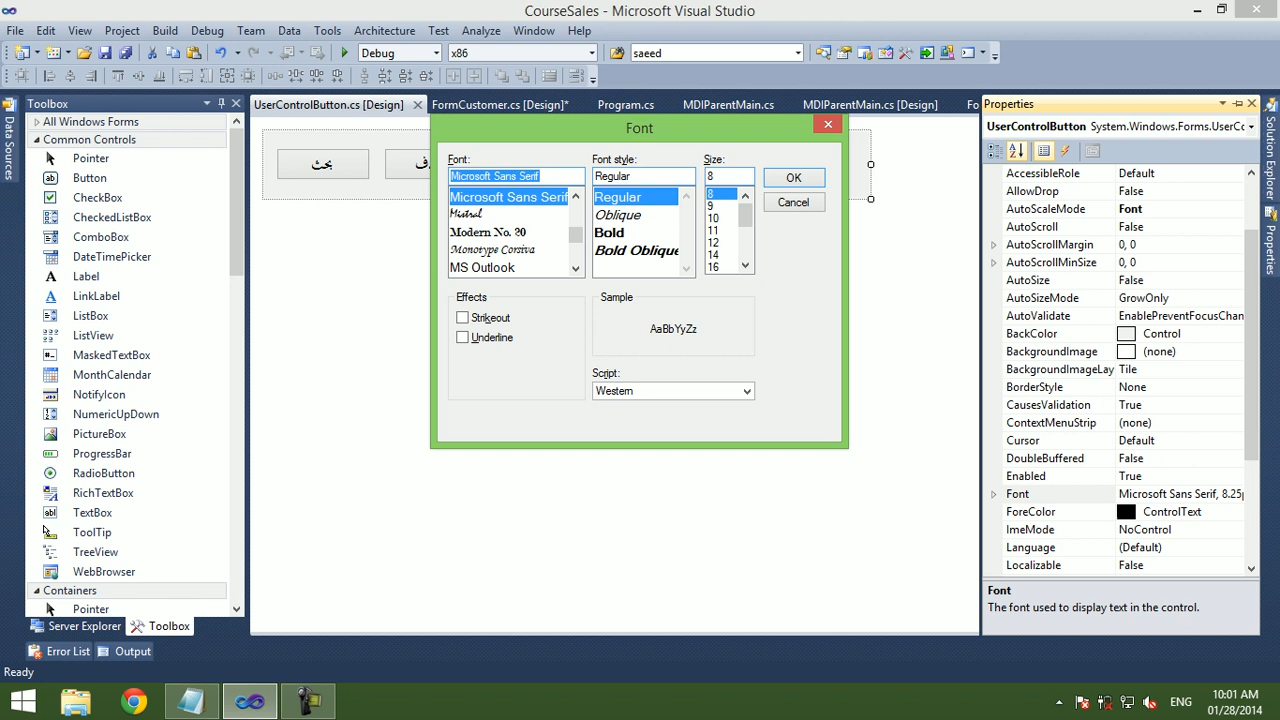 CourseSales - Microsoft Visual Studio
File Edit View Project Build Debug Team Data Tools Architecture Test Analyze Window Help
Debug x86 saeed
Data Sources
Toolbox
All Windows Forms
Common Controls
Pointer
Button
CheckBox
CheckedListBox
ComboBox
DateTimePicker
Label
LinkLabel
ListBox
ListView
MaskedTextBox
MonthCalendar
NotifyIcon
NumericUpDown
PictureBox
ProgressBar
RadioButton
RichTextBox
TextBox
ToolTip
TreeView
WebBrowser
Containers
Pointer
Server Explorer Toolbox
UserControlButton.cs [Design] FormCustomer.cs [Design]* Program.cs MDIParentMain.cs MDIParentMain.cs [Design] Fo
بحث
Font
Font: Font style: Size:
Microsoft Sans Serif Regular 8 OK
Microsoft Sans Serif Regular 8
Cancel
Mistral Oblique 9
Modern No. 20 Bold 10
Monotype Corsiva Bold Oblique 11
MS Outlook 12
14
16
Effects Sample
Strikeout AaBbYyZz
Underline
Script:
Western
Properties
UserControlButton System.Windows.Forms.UserCo
AccessibleRole Default
AllowDrop False
AutoScaleMode Font
AutoScroll False
AutoScrollMargin 0, 0
AutoScrollMinSize 0, 0
AutoSize False
AutoSizeMode GrowOnly
AutoValidate EnablePreventFocusChan
BackColor Control
BackgroundImage (none)
BackgroundImageLay Tile
BorderStyle None
CausesValidation True
ContextMenuStrip (none)
Cursor Default
DoubleBuffered False
Enabled True
Font Microsoft Sans Serif, 8.25p
ForeColor ControlText
ImeMode NoControl
Language (Default)
Localizable False
Font
The font used to display text in the control.
Solution Explorer
Properties
Error List Output
Ready
ENG
10:01 AM
01/28/2014